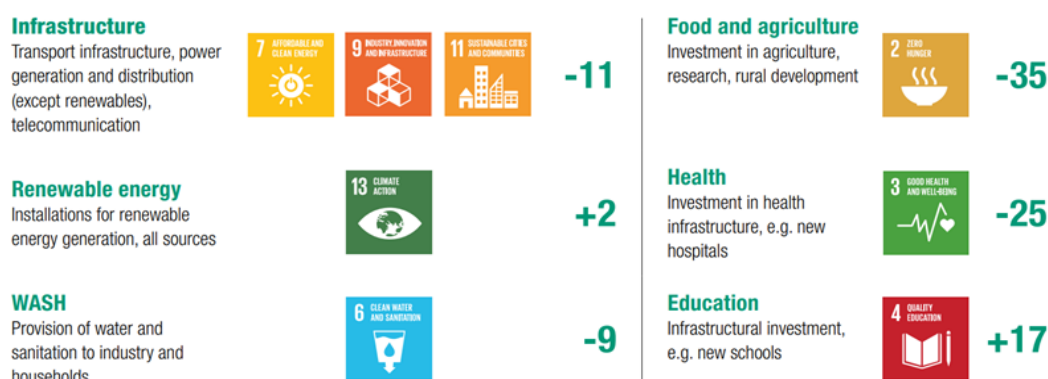 Infrastructure
Transport infrastructure, power
generation and distribution
(except renewables),
telecommunication
7 AFFORDABLE AND
CLEAN ENERGY
9 INDUSTRY, INNOVATION
AND INFRASTRUCTURE
11 SUSTAINABLE CITIES
AND COMMUNITIES
-11
Renewable energy
Installations for renewable
energy generation, all sources
13 CLIMATE
ACTION
+2
WASH
Provision of water and
sanitation to industry and
households
6 CLEAN WATER
AND SANITATION
-9
Food and agriculture
Investment in agriculture,
research, rural development
2 ZERO
HUNGER
-35
Health
Investment in health
infrastructure, e.g. new
hospitals
3 GOOD HEALTH
AND WELL-BEING
-25
Education
Infrastructural investment,
e.g. new schools
4 QUALITY
EDUCATION
+17